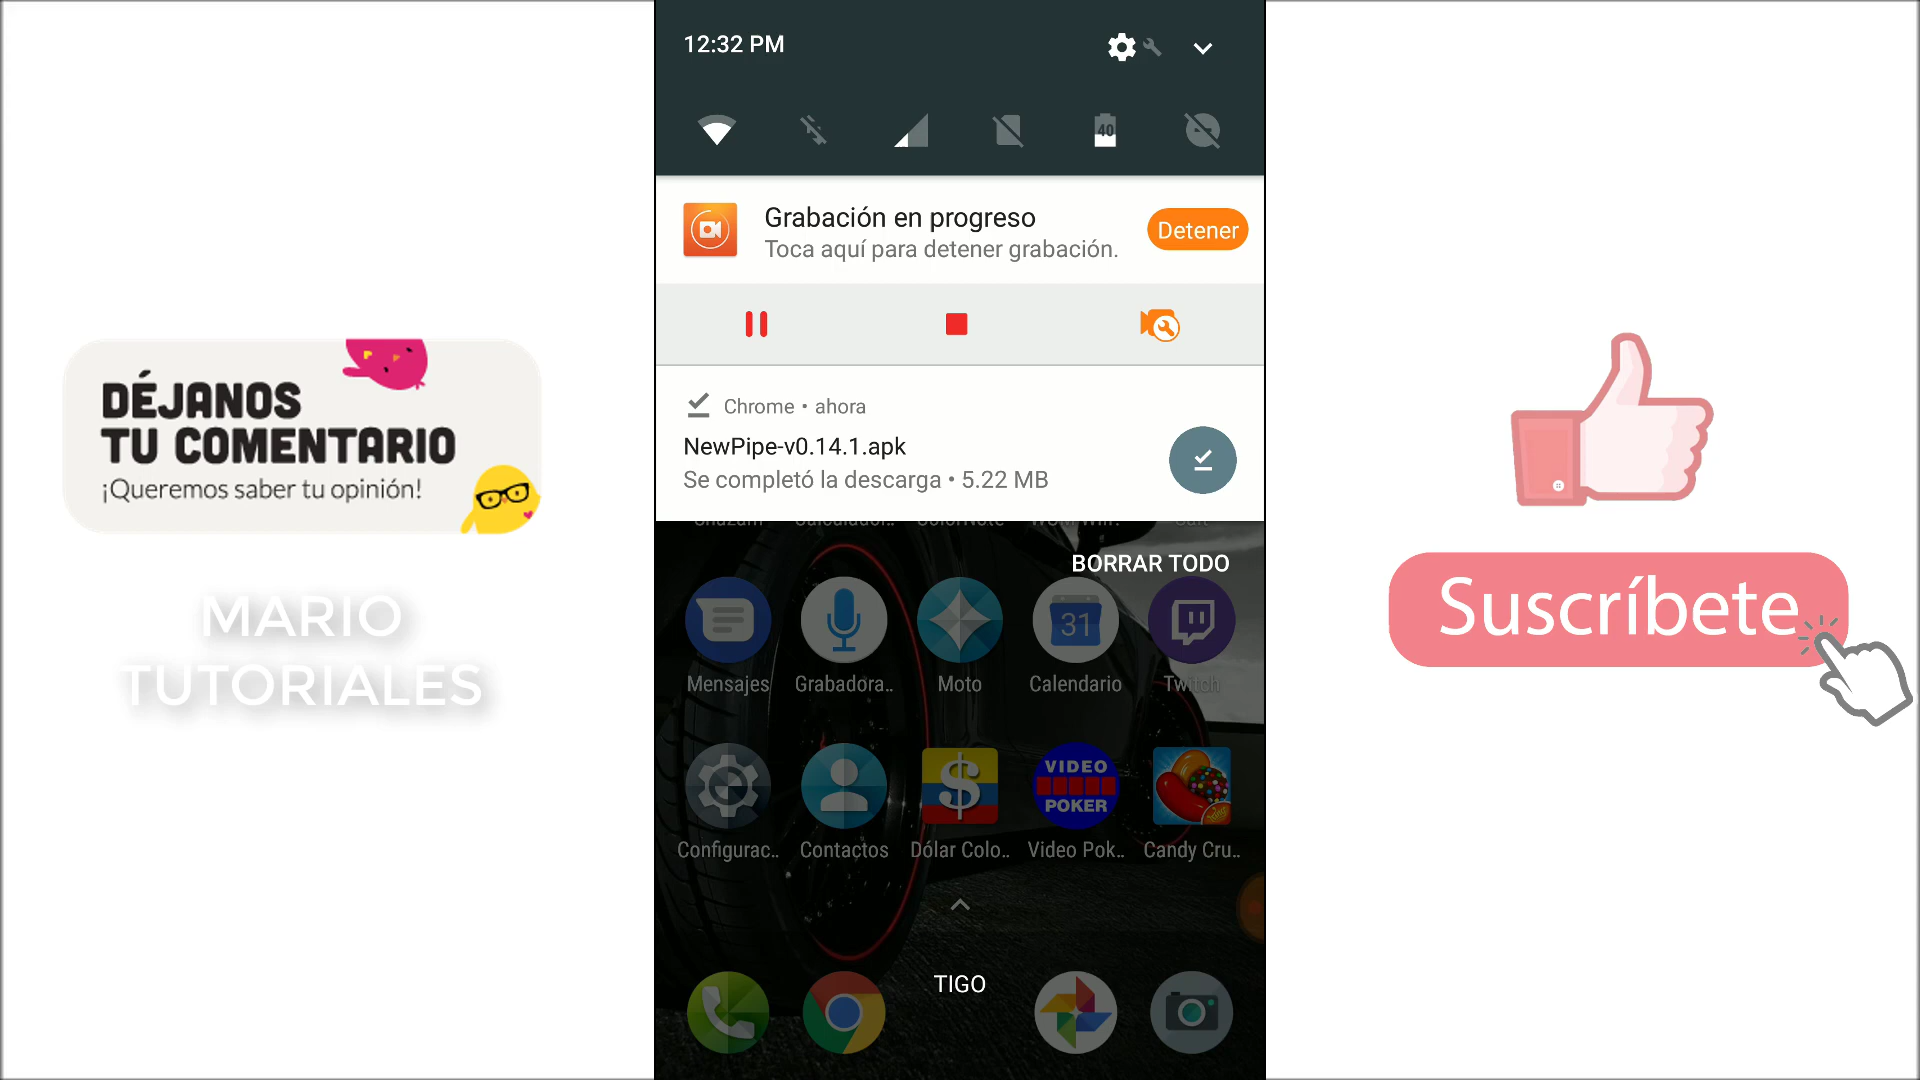 12:32 PM
40
Grabación en progreso
Toca aquí para detener grabación.
Detener
Chrome • ahora
NewPipe-v0.14.1.apk
Se completó la descarga • 5.22 MB
BORRAR TODO
31
Mensajes Grabadora.. Moto Calendario Twitch
$
VIDEO
POKER
Configurac.. Contactos Dólar Colo.. Video Pok.. Candy Cru..
TIGO
DÉJANOS
TU COMENTARIO
¡Queremos saber tu opinión!
MARIO
TUTORIALES
Suscríbete